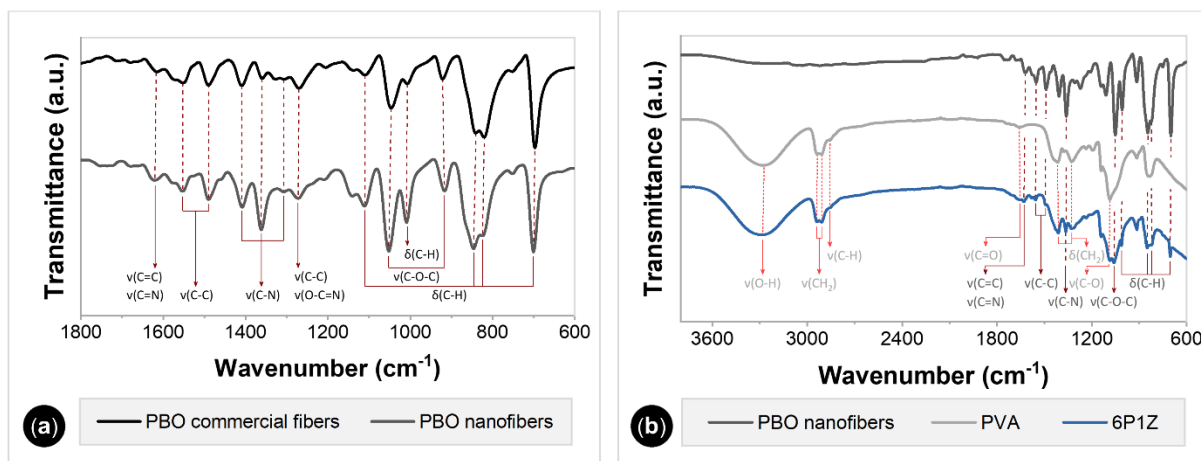 Transmittance (a.u.)
δ(C-H)
ν(C=C)
ν(C-C)
ν(C-N)
ν(C-C)
ν(C-O-C)
ν(C=N)
ν(O-C=N)
δ(C-H)
1800 1600 1400 1200 1000 800 600
Wavenumber (cm-1)
(a)
PBO commercial fibers
PBO nanofibers
Transmittance (a.u.)
ν(C-H)
ν(C=O)
δ(CH2)
ν(O-H)
ν(CH2)
ν(C=C)
ν(C-C)
ν(C-O)
δ(C-H)
ν(C=N)
ν(C-N)
ν(C-O-C)
3600 3000 2400 1800 1200 600
Wavenumber (cm-1)
(b)
PBO nanofibers
PVA
6P1Z